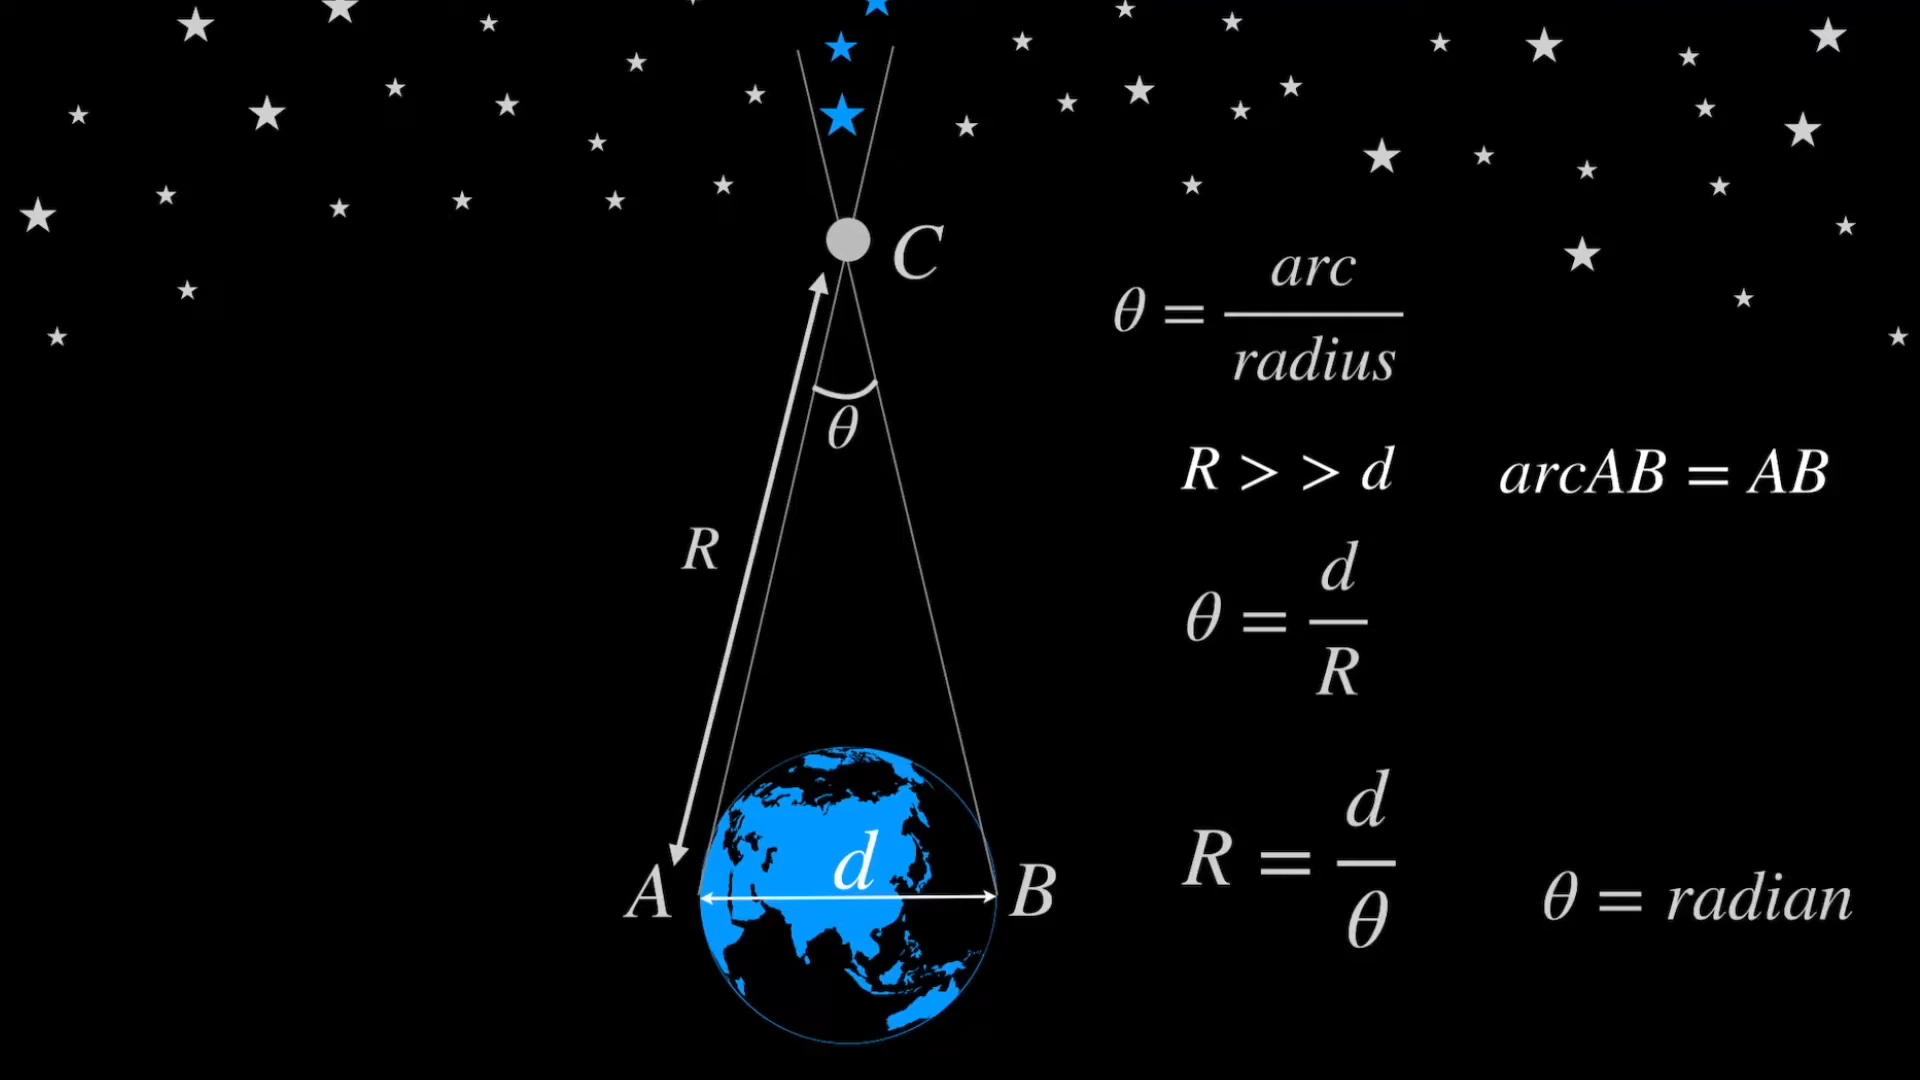 C
θ = arc / radius
θ
R >> d arcAB = AB
R
θ = d / R
A d B
R = d / θ θ = radian